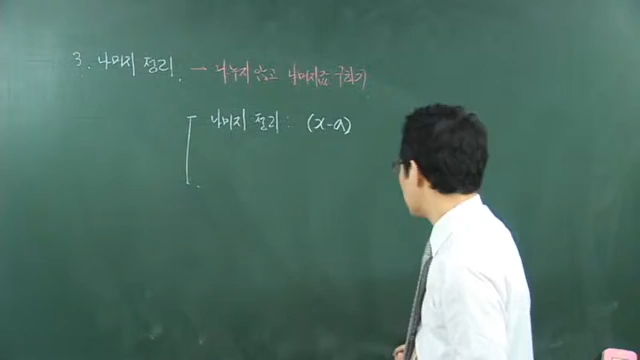 3. 나머지 정리. → 나누지 않고 나머지값 구하기
나머지 정리 : (x-a)